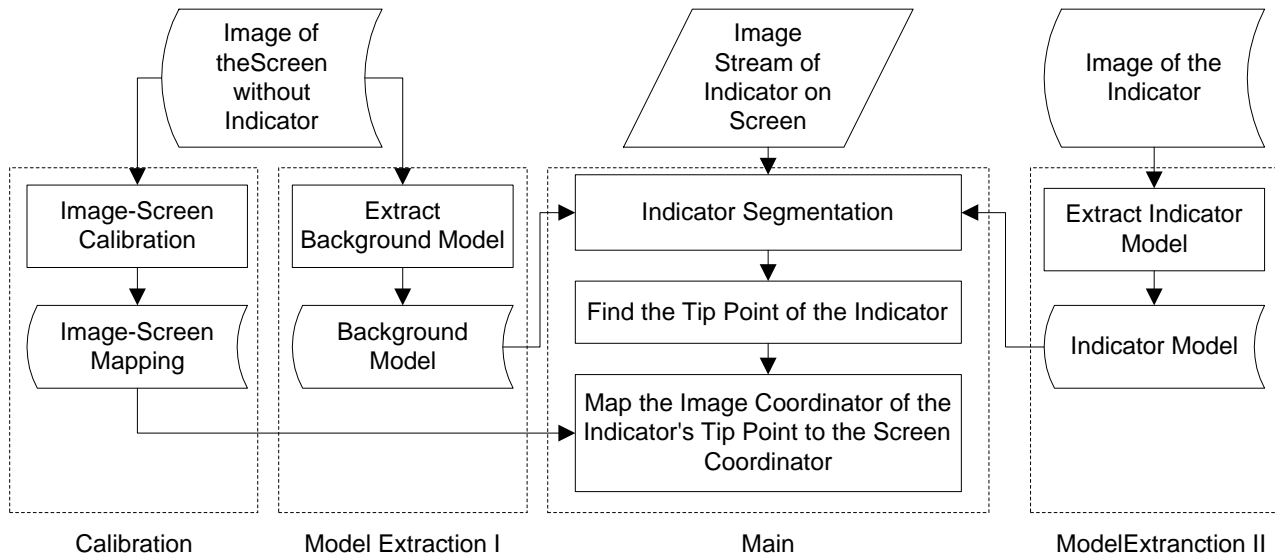 Image of
theScreen
without
Indicator
Image
Stream of
Indicator on
Screen
Image of the
Indicator
Image-Screen
Calibration
Extract
Background Model
Indicator Segmentation
Extract Indicator
Model
Find the Tip Point of the Indicator
Image-Screen
Mapping
Background
Model
Indicator Model
Map the Image Coordinator of the
Indicator's Tip Point to the Screen
Coordinator
Calibration
Model Extraction I
Main
ModelExtranction II